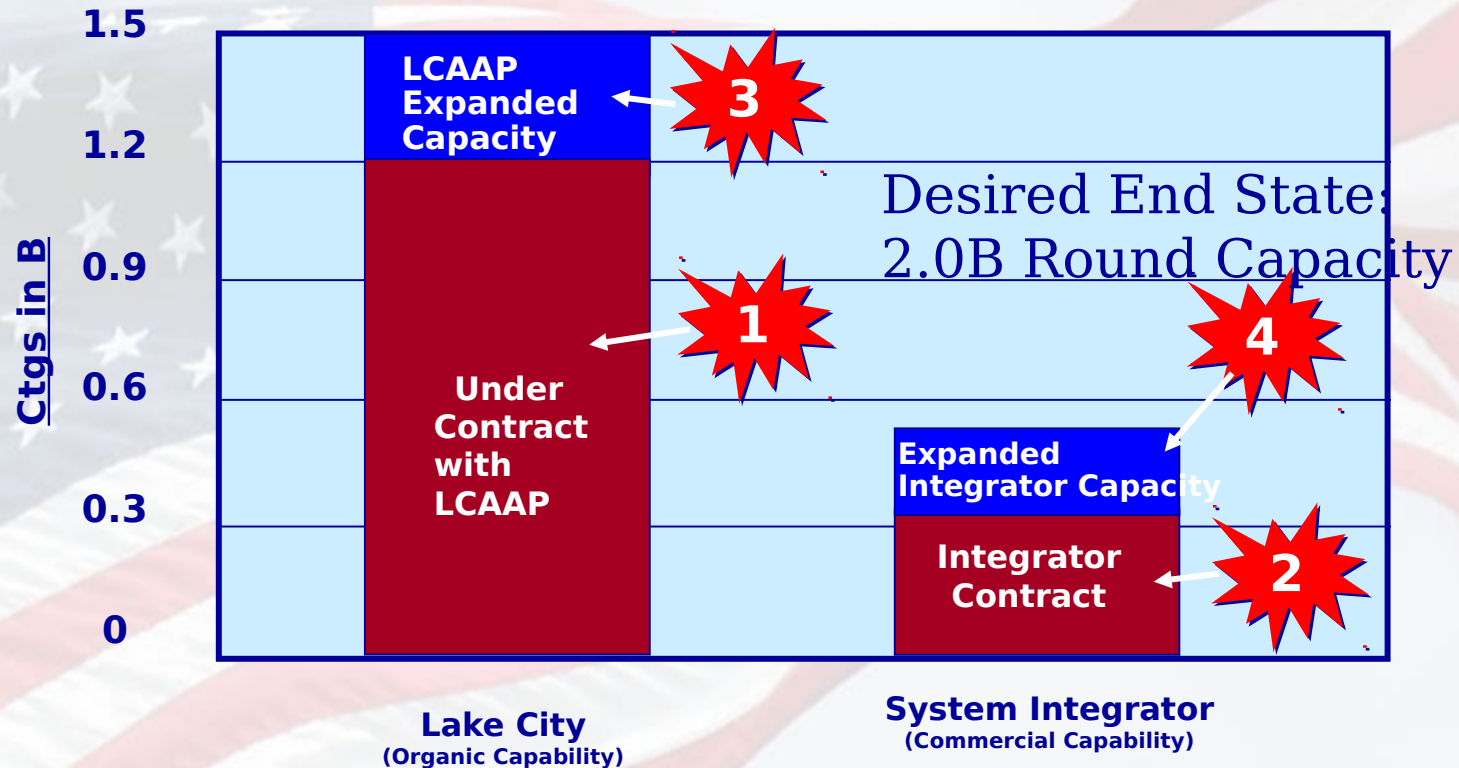 1.5
1.2
0.9
0.6
0.3
0
Ctgs in B
LCAAP
Expanded
Capacity
3
Desired End State:
2.0B Round Capacity
1
Under
Contract
with
LCAAP
4
Expanded
Integrator Capacity
Integrator
Contract
2
Lake City
(Organic Capability)
System Integrator
(Commercial Capability)